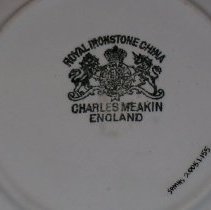 ROYAL IRONSTONE CHINA
CHARLES MEAKIN
ENGLAND